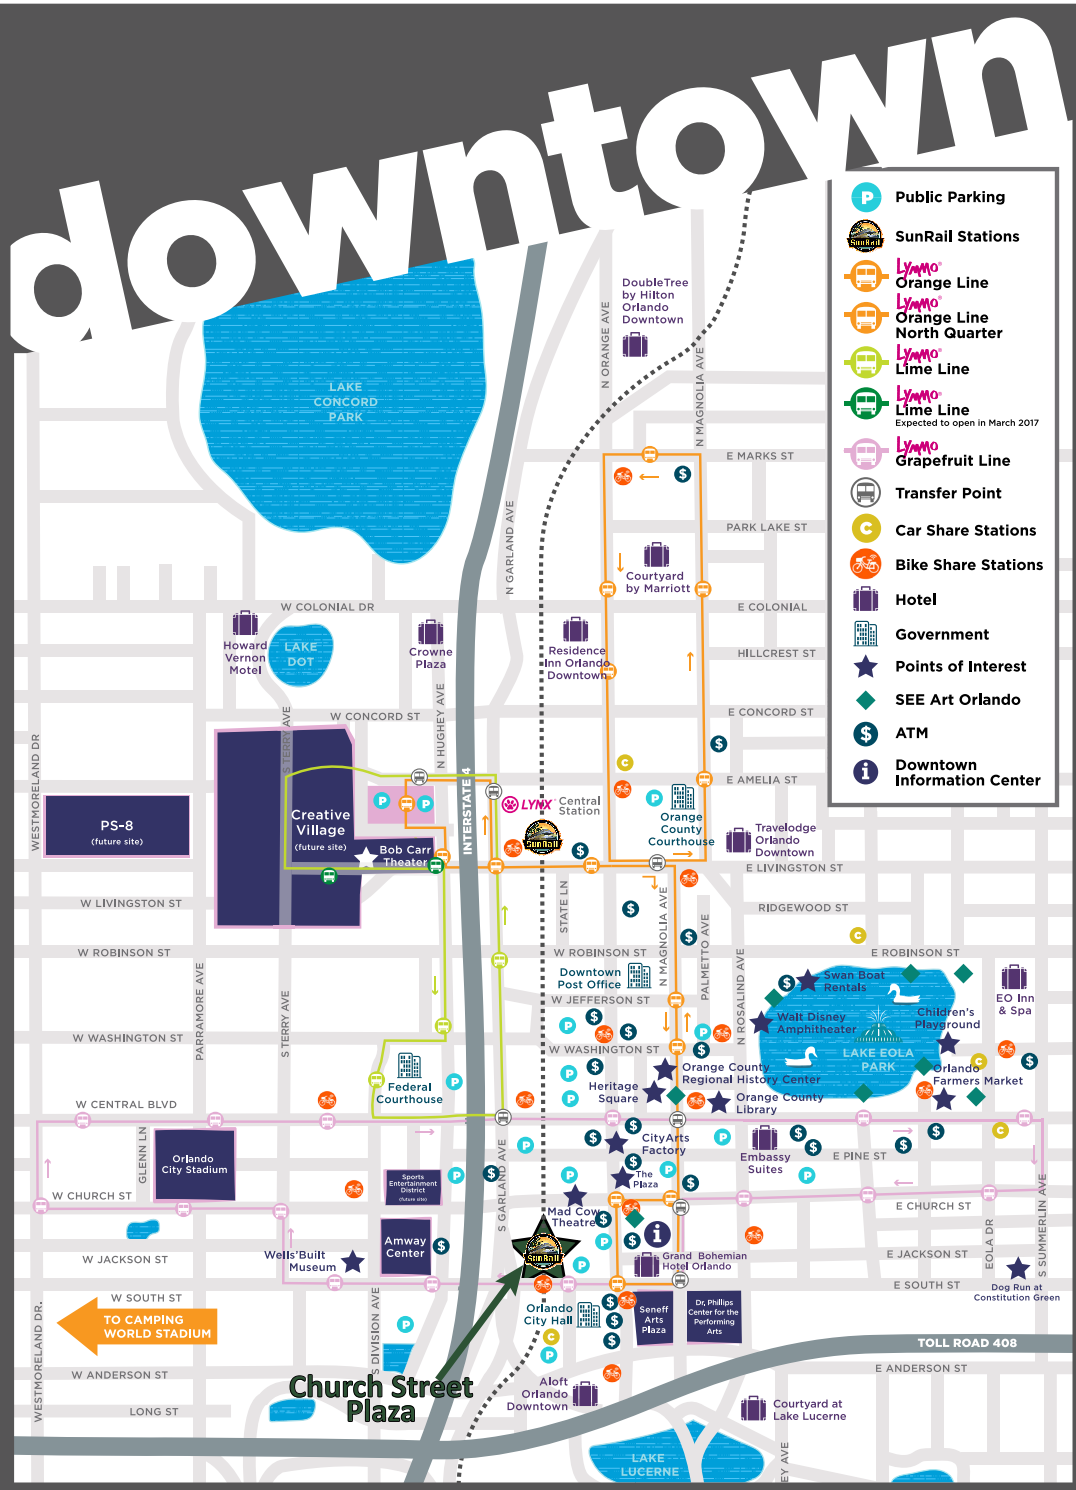 downtown
P
Public Parking
SunRail
SunRail Stations
Lymmo®
Orange Line
Lymmo®
Orange Line
North Quarter
Lymmo®
Lime Line
Lymmo®
Lime Line
Expected to open in March 2017
Lymmo
Grapefruit Line
Transfer Point
C
Car Share Stations
Bike Share Stations
Hotel
Government
Points of Interest
SEE Art Orlando
$
ATM
i
Downtown
Information Center
DoubleTree
by Hilton
Orlando
Downtown
N ORANGE AVE
N MAGNOLIA AVE
LAKE
CONCORD
PARK
E MARKS ST
N GARLAND AVE
PARK LAKE ST
Courtyard
by Marriott
W COLONIAL DR
E COLONIAL
Howard
Vernon
Motel
LAKE
DOT
Crowne
Plaza
Residence
Inn Orlando
Downtown
HILLCREST ST
N HUGHEY AVE
S TERRY AVE
W CONCORD ST
E CONCORD ST
WESTMORELAND DR
INTERSTATE 4
E AMELIA ST
PS-8
(future site)
Creative
Village
(future site)
Bob Carr
Theater
LYNX
Central
Station
SunRail
Orange
County
Courthouse
Travelodge
Orlando
Downtown
E LIVINGSTON ST
W LIVINGSTON ST
STATE LN
N MAGNOLIA AVE
PALMETTO AVE
RIDGEWOOD ST
W ROBINSON ST
W ROBINSON ST
E ROBINSON ST
PARRAMORE AVE
S TERRY AVE
N ROSALIND AVE
Downtown
Post Office
W JEFFERSON ST
Swan Boat
Rentals
EO Inn
& Spa
Walt Disney
Amphitheater
Children's
Playground
W WASHINGTON ST
W WASHINGTON ST
LAKE EOLA
PARK
Federal
Courthouse
Orange County
Regional History Center
Heritage
Square
Orange County
Library
Orlando
Farmers Market
W CENTRAL BLVD
GLENN LN
Orlando
City Stadium
CityArts
Factory
Embassy
Suites
E PINE ST
S GARLAND AVE
Sports
Entertainment
District
(future site)
The
Plaza
W CHURCH ST
E CHURCH ST
Mad Cow
Theatre
Amway
Center
SunRail
Wells'Built
Museum
W JACKSON ST
E JACKSON ST
Grand Bohemian
Hotel Orlando
EOLA DR
S SUMMERLIN AVE
W SOUTH ST
E SOUTH ST
Dog Run at
Constitution Green
Orlando
City Hall
Seneff
Arts
Plaza
Dr, Phillips
Center for the
Performing
Arts
TO CAMPING
WORLD STADIUM
WESTMORELAND DR.
S DIVISION AVE
TOLL ROAD 408
W ANDERSON ST
E ANDERSON ST
Church Street
Plaza
LONG ST
Aloft
Orlando
Downtown
Courtyard at
Lake Lucerne
LAKE
LUCERNE
EY AVE